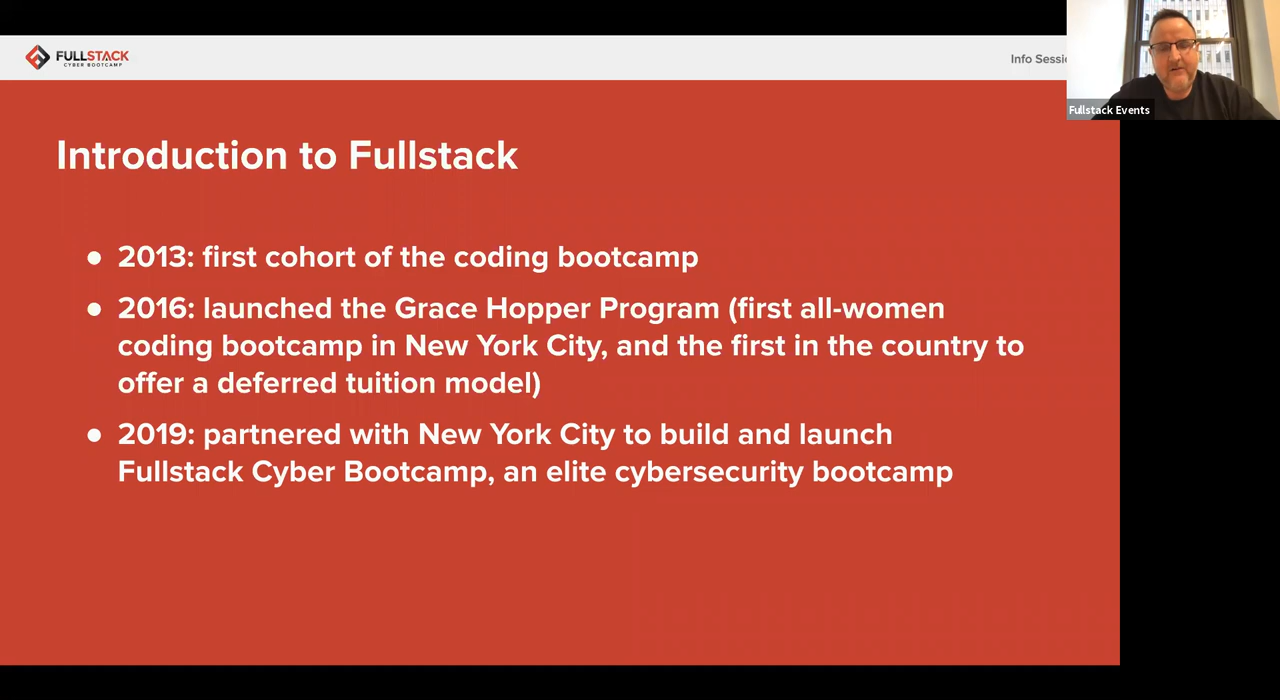 FULLSTACK
CYBER BOOTCAMP
Info
Fullstack Events
Introduction to Fullstack
● 2013: first cohort of the coding bootcamp
● 2016: launched the Grace Hopper Program (first all-women
coding bootcamp in New York City, and the first in the country to
offer a deferred tuition model)
● 2019: partnered with New York City to build and launch
Fullstack Cyber Bootcamp, an elite cybersecurity bootcamp